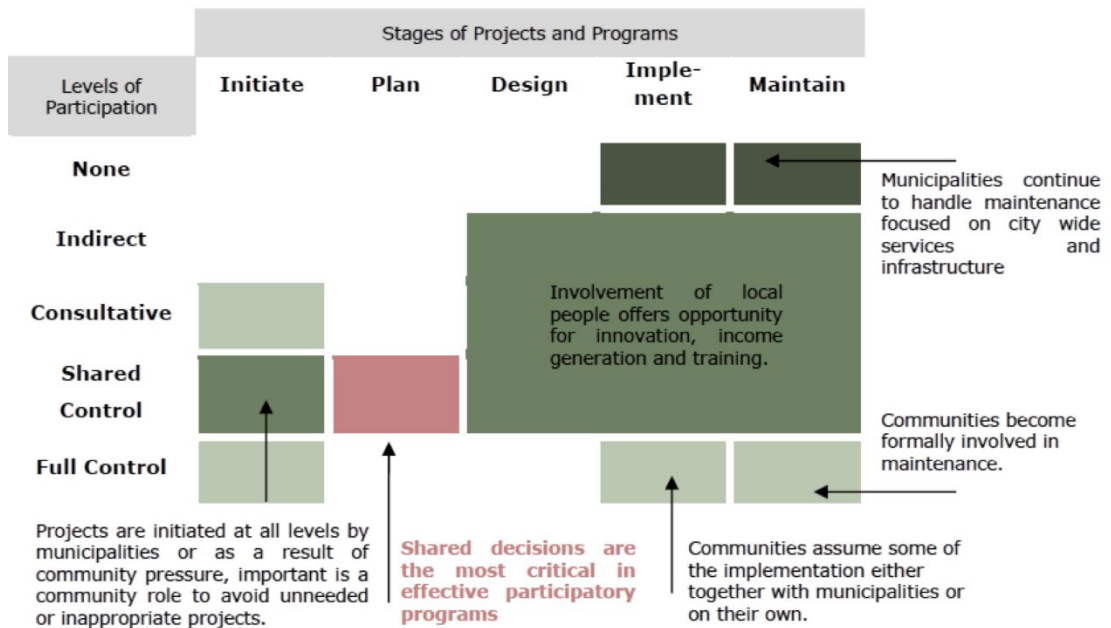 Stages of Projects and Programs
Levels of
Participation
Initiate
Plan
Design
Imple-
ment
Maintain
None
Indirect
Consultative
Shared
Control
Full Control
Municipalities continue
to handle maintenance
focused on city wide
services and
infrastructure
Involvement of local
people offers opportunity
for innovation, income
generation and training.
Communities become
formally involved in
maintenance.
Projects are initiated at all levels by
municipalities or as a result of
community pressure, important is a
community role to avoid unneeded
or inappropriate projects.
Shared decisions are
the most critical in
effective participatory
programs
Communities assume some of
the implementation either
together with municipalities or
on their own.